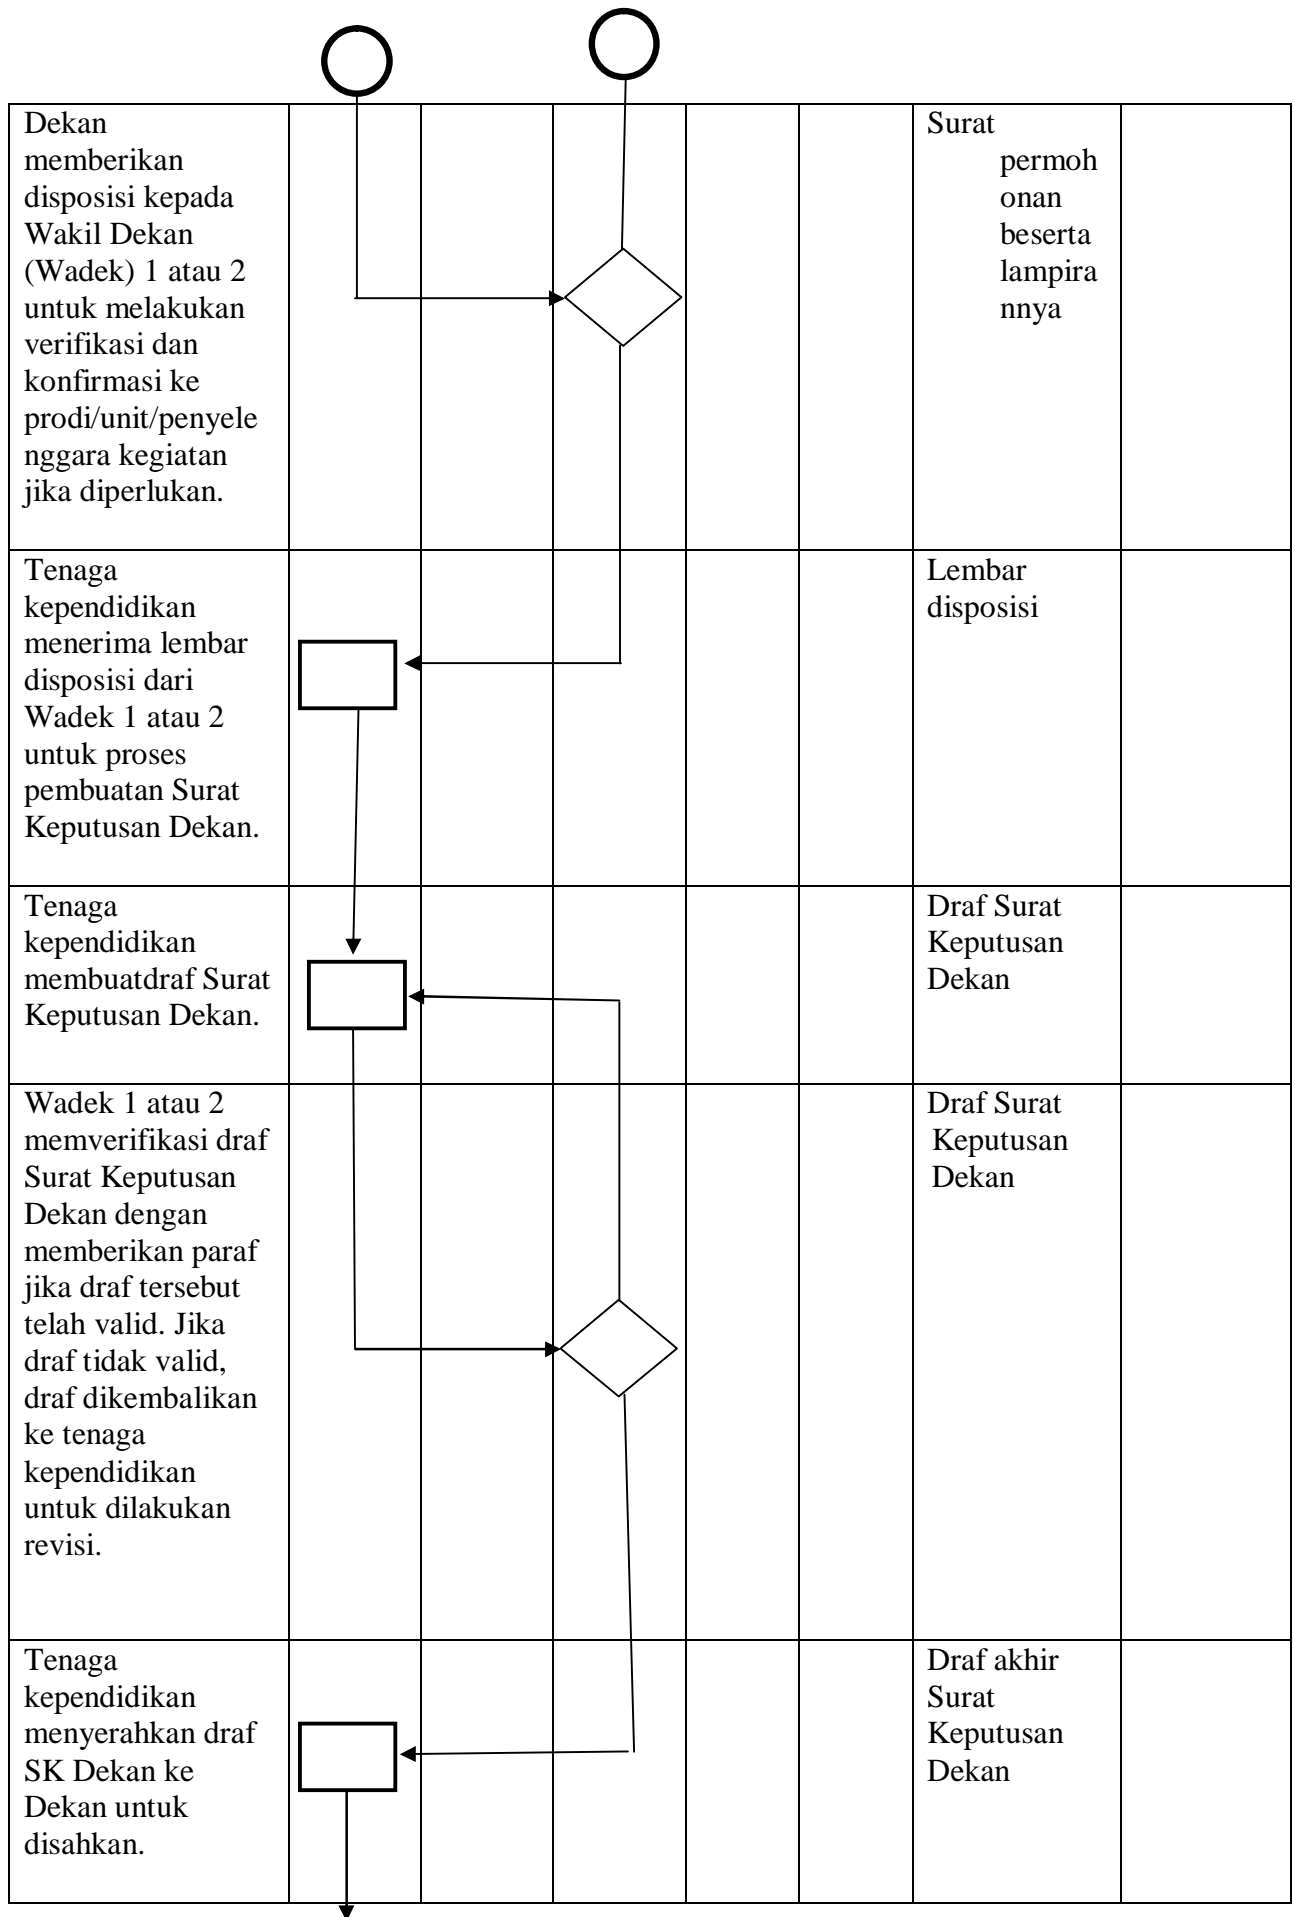 Dekan
memberikan
disposisi kepada
Wakil Dekan
(Wadek) 1 atau 2
untuk melakukan
verifikasi dan
konfirmasi ke
prodi/unit/penyele
nggara kegiatan
jika diperlukan.
Surat
permoh
onan
beserta
lampira
nnya
Tenaga
kependidikan
menerima lembar
disposisi dari
Wadek 1 atau 2
untuk proses
pembuatan Surat
Keputusan Dekan.
Lembar
disposisi
Tenaga
kependidikan
membuatdraf Surat
Keputusan Dekan.
Draf Surat
Keputusan
Dekan
Wadek 1 atau 2
memverifikasi draf
Surat Keputusan
Dekan dengan
memberikan paraf
jika draf tersebut
telah valid. Jika
draf tidak valid,
draf dikembalikan
ke tenaga
kependidikan
untuk dilakukan
revisi.
Draf Surat
Keputusan
Dekan
Tenaga
kependidikan
menyerahkan draf
SK Dekan ke
Dekan untuk
disahkan.
Draf akhir
Surat
Keputusan
Dekan